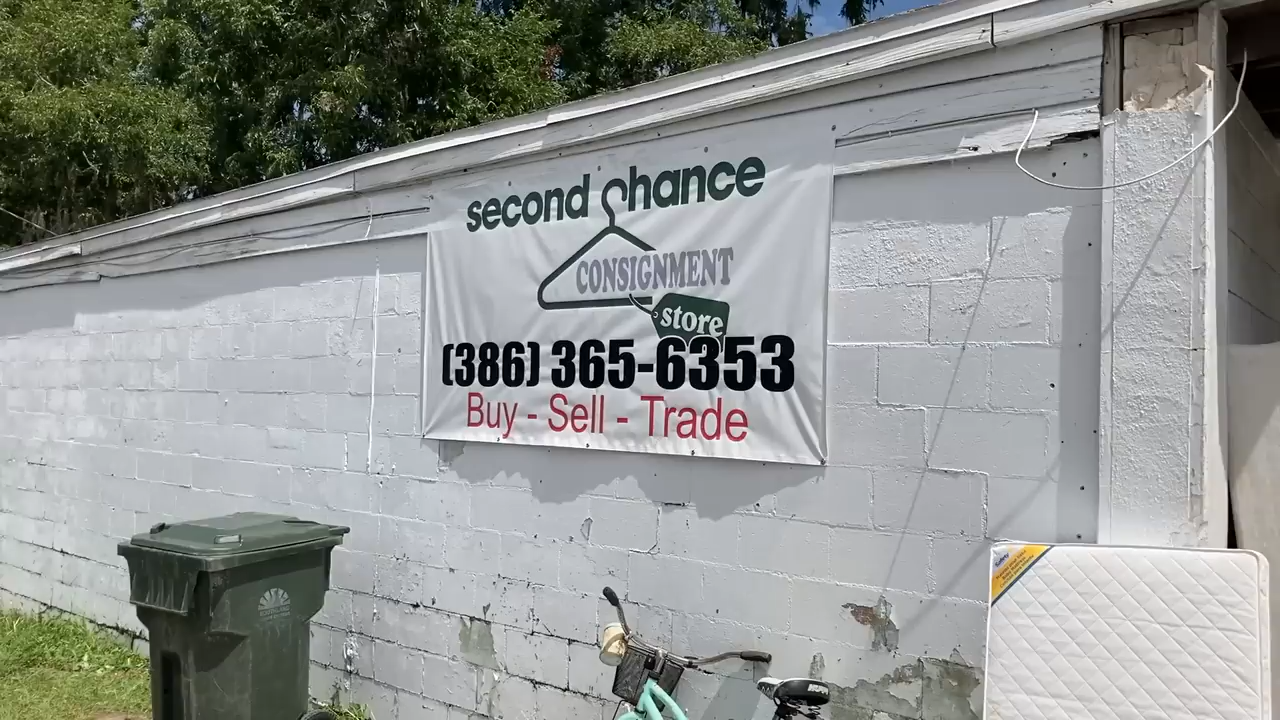 second chance
CONSIGNMENT
store
(386) 365-6353
Buy - Sell - Trade